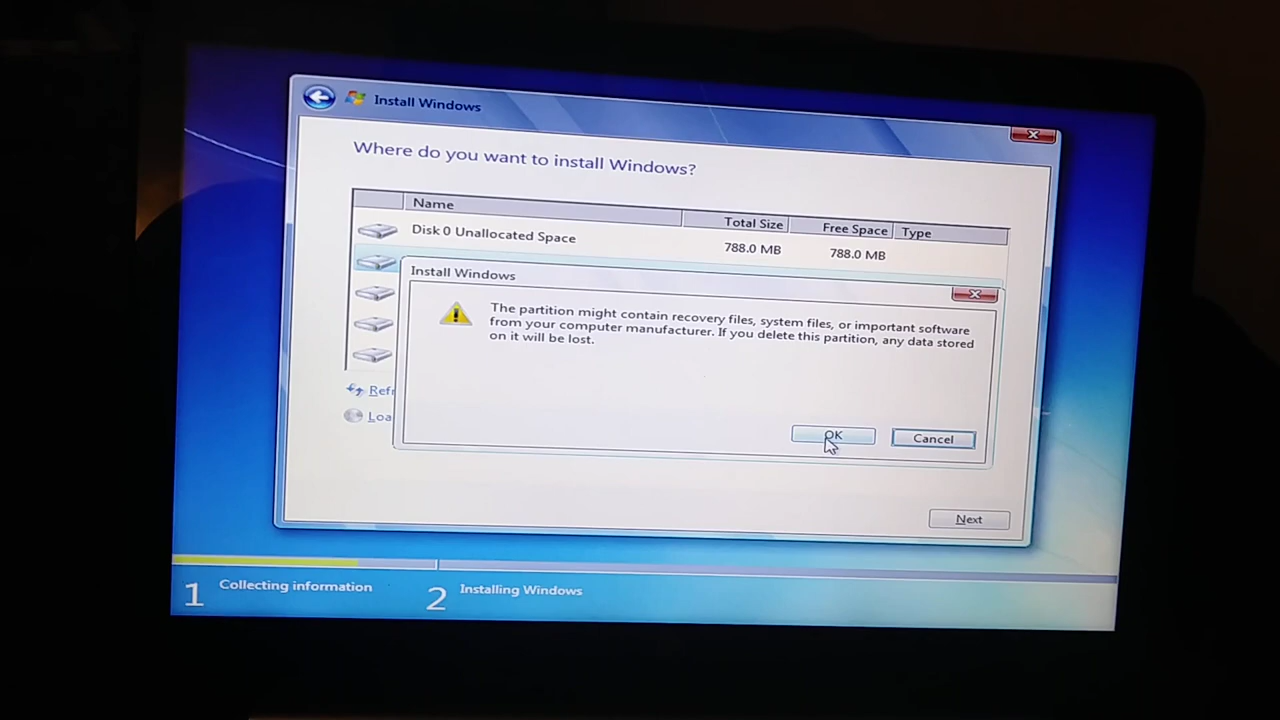 Install Windows
Where do you want to install Windows?
Name Total Size Free Space Type
Disk 0 Unallocated Space 788.0 MB 788.0 MB
Install Windows
The partition might contain recovery files, system files, or important software
from your computer manufacturer. If you delete this partition, any data stored
on it will be lost.
Refr
Loa
OK Cancel
Next
1 Collecting information 2 Installing Windows